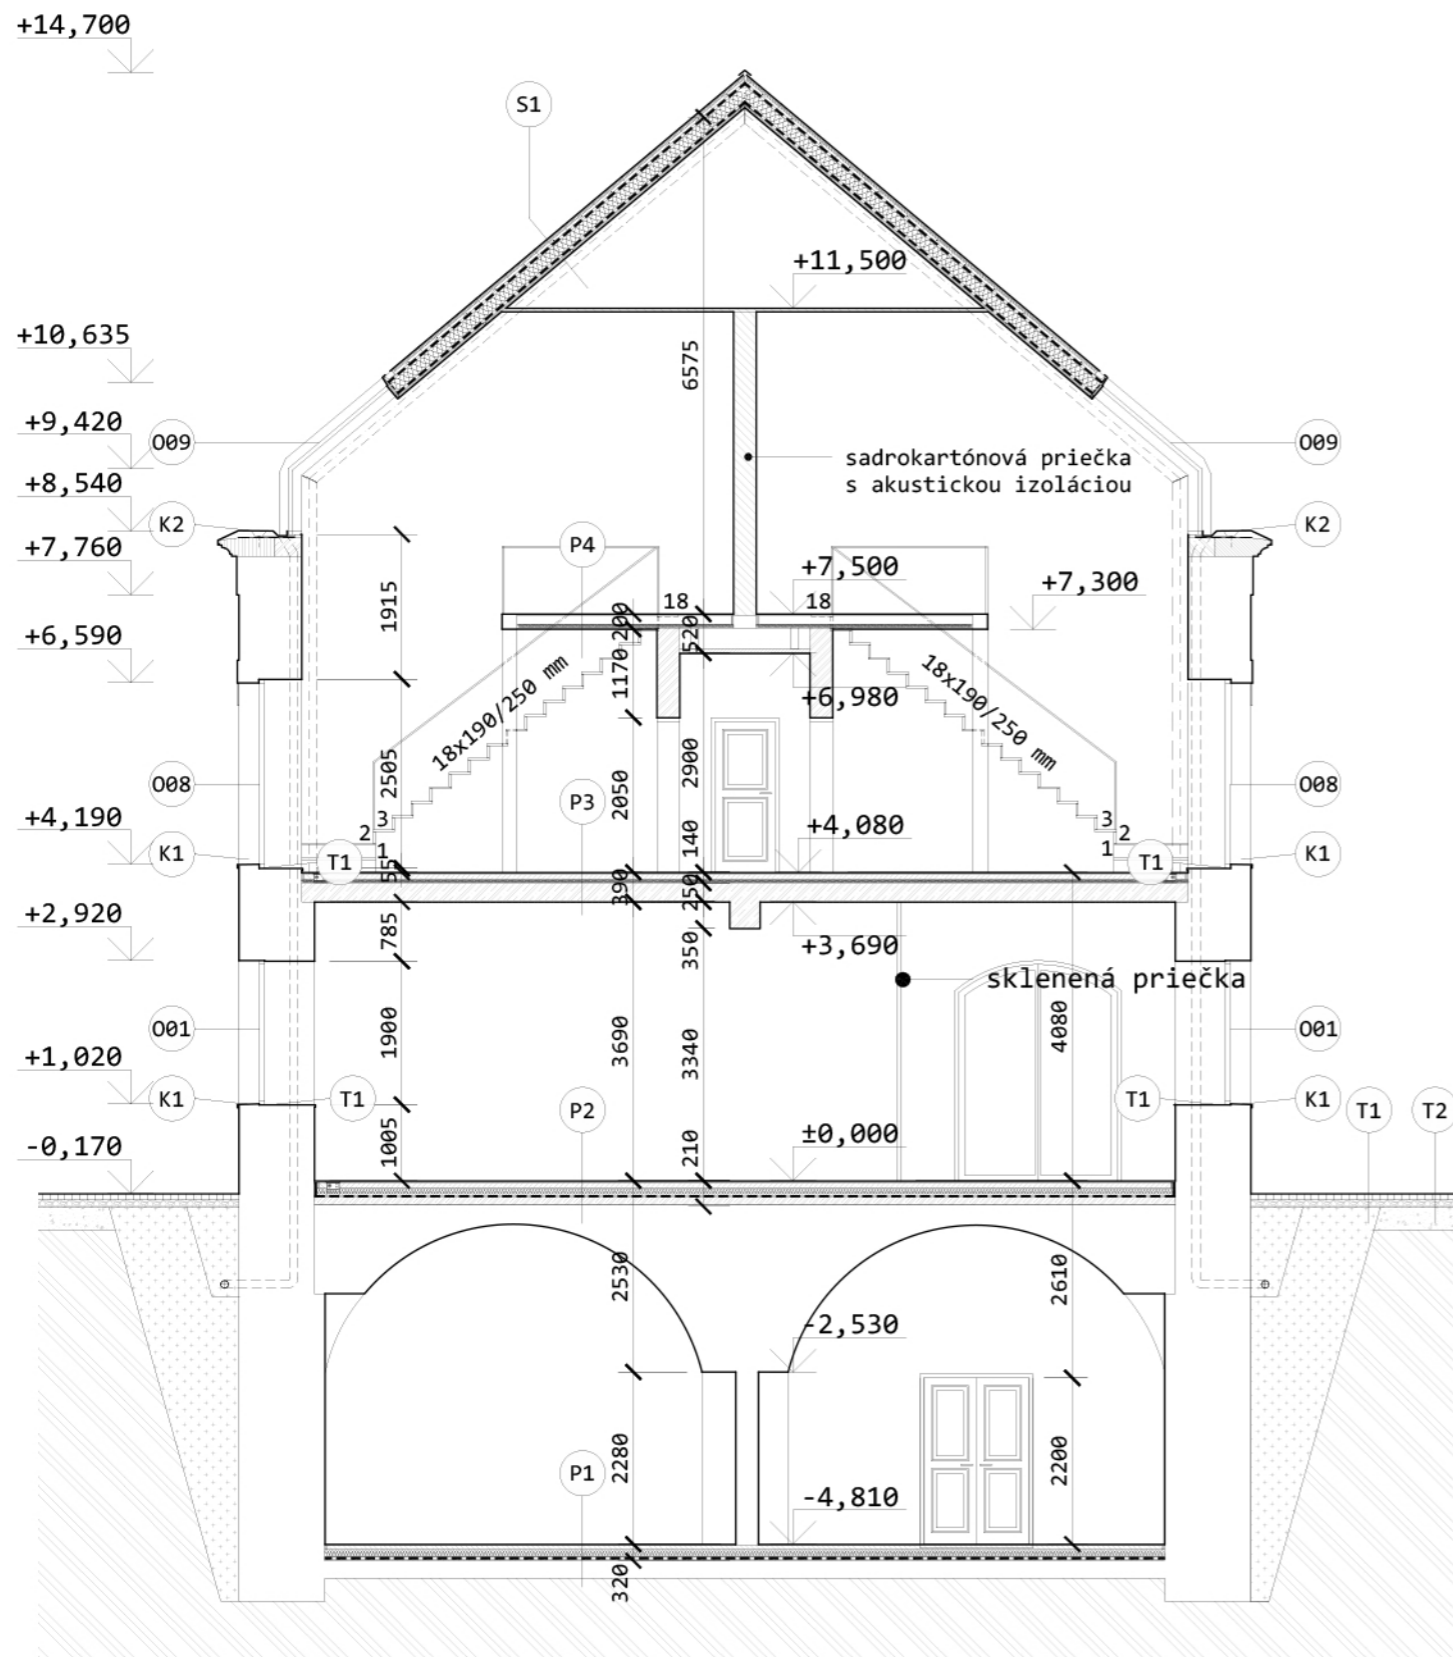 +14,700
S1
+11,500
+10,635
6575
+9,420
O09
O09
sadrokartónová priečka
s akustickou izoláciou
+8,540
K2
K2
+7,760
P4
+7,500
+7,300
1915
18
18
200
520
+6,590
1170
18x190/250 mm
18x190/250 mm
+6,980
2505
2900
O08
O08
2050
P3
+4,190
3
2
1
+4,080
3
2
1
140
K1
T1
T1
K1
55
390
250
+2,920
785
350
+3,690
sklenená priečka
O01
1900
3690
3340
4080
O01
+1,020
K1
T1
P2
T1
K1
T1
T2
-0,170
1005
210
±0,000
2530
2610
-2,530
2280
P1
2200
-4,810
320